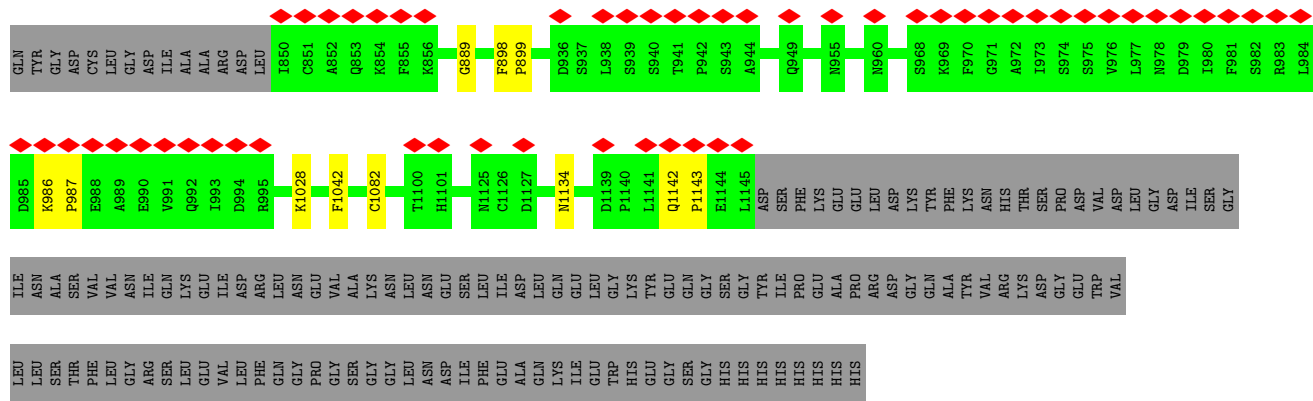 GLN TYR GLY ASP CYS LEU GLY ASP ILE ALA ALA ARG ASP LEU I850 C851 A852 Q853 K854 F855 K856 G889 F898 P899 D936 S937 L938 S939 S940 T941 P942 S943 A944 Q949 N955 N960 S968 K969 F970 G971 A972 I973 S974 S975 V976 L977 N978 D979 I980 F981 S982 R983 L984
D985 K986 P987 E988 A989 E990 V991 Q992 I993 D994 R995 K1028 F1042 C1082 T1100 H1101 N1125 C1126 D1127 N1134 D1139 P1140 L1141 Q1142 P1143 E1144 L1145 ASP SER PHE LYS GLU GLU LEU ASP LYS TYR PHE LYS ASN HIS THR SER PRO ASP VAL ASP LEU GLY ASP ILE SER GLY
ILE ASN ALA SER VAL VAL ASN ILE GLN LYS GLU ILE ASP ARG LEU ASN GLU VAL ALA LYS ASN LEU ASN GLU SER LEU ILE ASP LEU GLN GLU LEU GLY LYS TYR GLU GLN GLY SER GLY TYR ILE PRO GLU ALA PRO ARG ASP GLY GLN ALA TYR VAL ARG LYS ASP GLY GLU TRP VAL
LEU LEU SER THR PHE LEU GLY ARG SER LEU GLU VAL LEU PHE GLN GLY PRO GLY SER GLY GLY LEU ASN ASP ILE PHE GLU ALA GLN LYS ILE GLU TRP HIS GLU GLY SER GLY HIS HIS HIS HIS HIS HIS HIS HIS